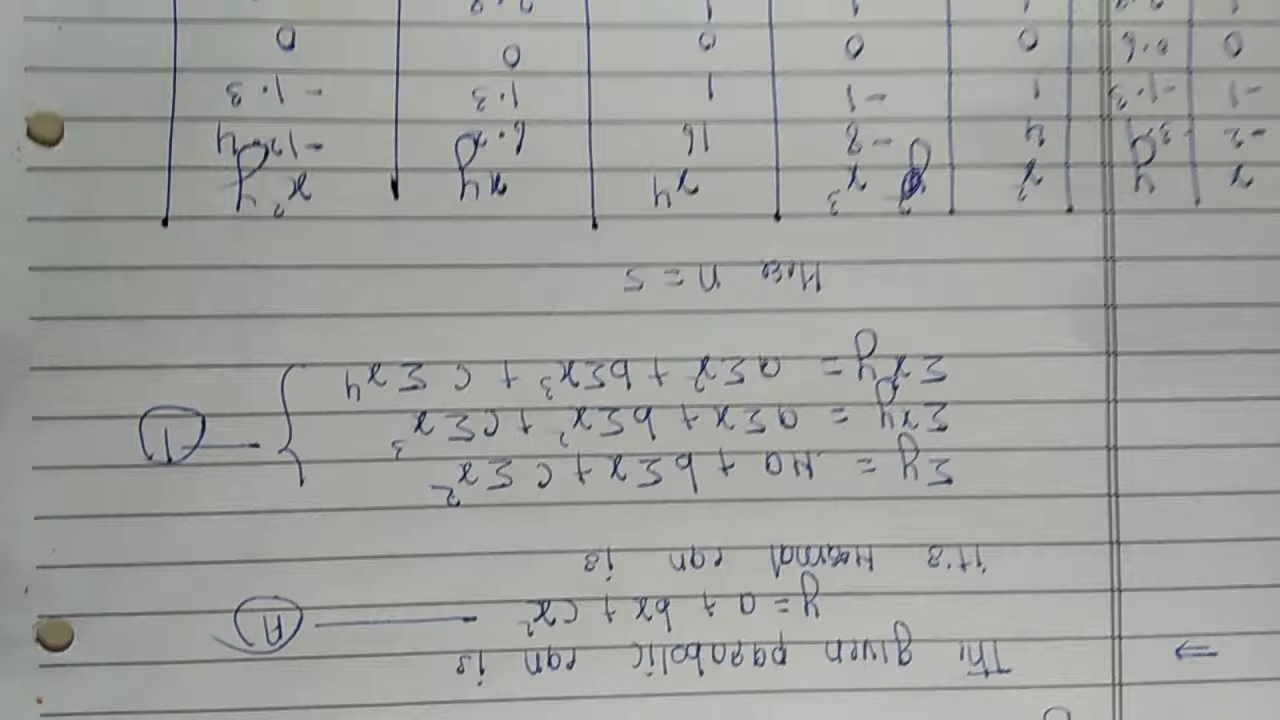 ⇒ The given parabolic eqn is
y = a + bx + cx² — (A)
it's normal eqn is
Σy = na + bΣx + cΣx²
Σxy = aΣx + bΣx² + cΣx³ — (1)
Σx²y = aΣx² + bΣx³ + cΣx⁴
Here n = 5
x y x² x³ x⁴ xy x²y
-2 4 -8 16 6.2 -12.4
-1 -1.3 1 -1 1 1.3 -1.3
0 0.6 0 0 0 0 0